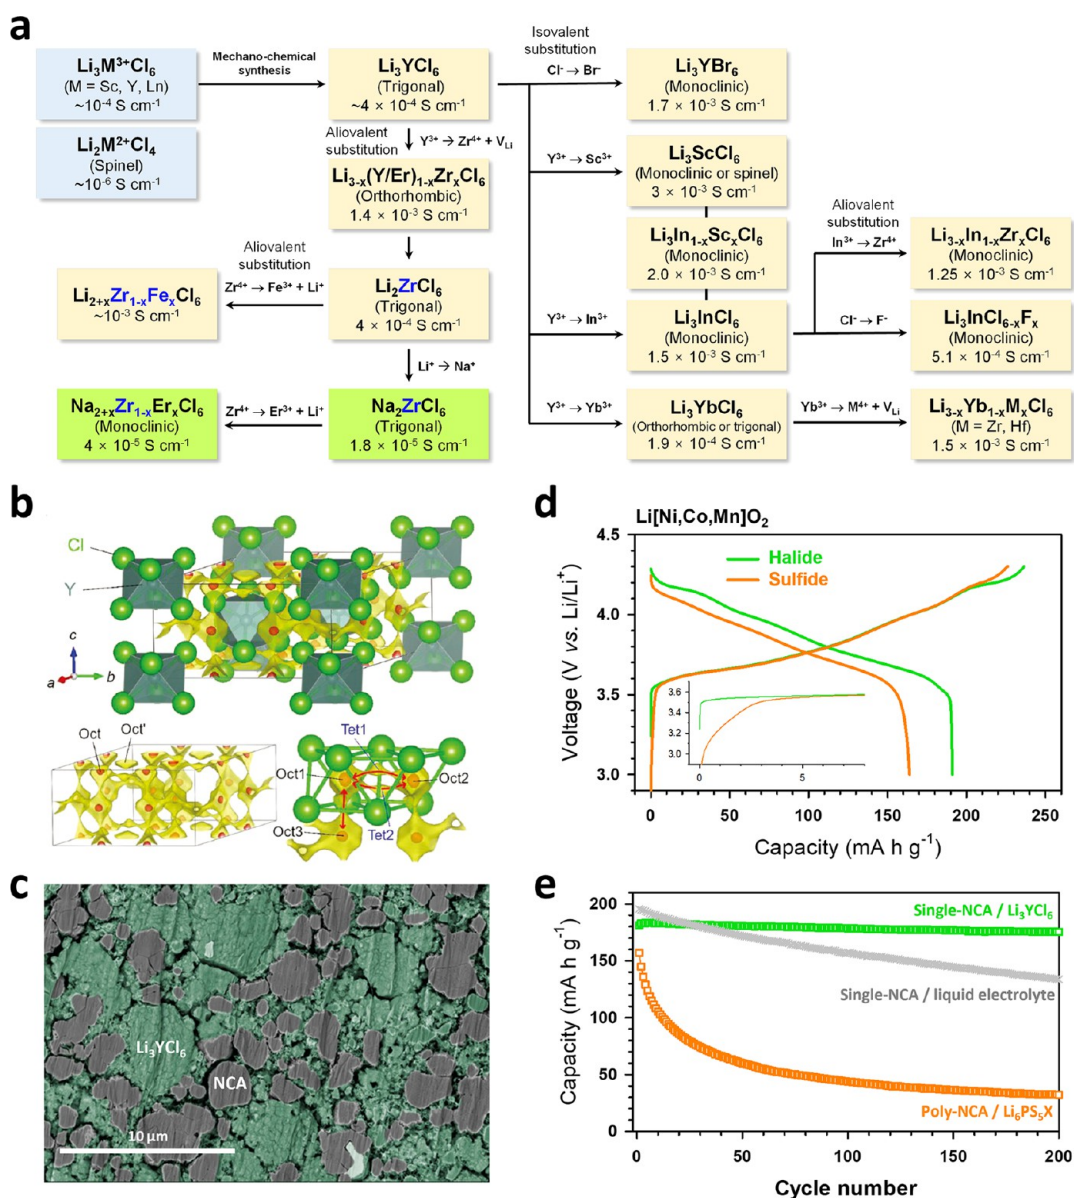 a
Li₃M³⁺Cl₆
(M = Sc, Y, Ln)
~10⁻⁴ S cm⁻¹
Li₂M²⁺Cl₄
(Spinel)
~10⁻⁶ S cm⁻¹
Mechano-chemical
synthesis
Li₃YCl₆
(Trigonal)
~4 × 10⁻⁴ S cm⁻¹
Aliovalent
substitution
Y³⁺ → Zr⁴⁺ + V_Li
Li₃₋ₓ(Y/Er)₁₋ₓZrₓCl₆
(Orthorhombic)
1.4 × 10⁻³ S cm⁻¹
Aliovalent
substitution
Zr⁴⁺ → Fe³⁺ + Li⁺
Li₂₊ₓZr₁₋ₓFeₓCl₆
~10⁻³ S cm⁻¹
Li₂ZrCl₆
(Trigonal)
4 × 10⁻⁴ S cm⁻¹
Li⁺ → Na⁺
Na₂₊ₓZr₁₋ₓErₓCl₆
(Monoclinic)
4 × 10⁻⁵ S cm⁻¹
Zr⁴⁺ → Er³⁺ + Li⁺
Na₂ZrCl₆
(Trigonal)
1.8 × 10⁻⁵ S cm⁻¹
Isovalent
substitution
Cl⁻ → Br⁻
Li₃YBr₆
(Monoclinic)
1.7 × 10⁻³ S cm⁻¹
Y³⁺ → Sc³⁺
Li₃ScCl₆
(Monoclinic or spinel)
3 × 10⁻³ S cm⁻¹
Li₃In₁₋ₓScₓCl₆
(Monoclinic)
2.0 × 10⁻³ S cm⁻¹
Y³⁺ → In³⁺
Li₃InCl₆
(Monoclinic)
1.5 × 10⁻³ S cm⁻¹
Aliovalent
substitution
In³⁺ → Zr⁴⁺
Li₃₋ₓIn₁₋ₓZrₓCl₆
(Monoclinic)
1.25 × 10⁻³ S cm⁻¹
Cl⁻ → F⁻
Li₃InCl₆₋ₓFₓ
(Monoclinic)
5.1 × 10⁻⁴ S cm⁻¹
Y³⁺ → Yb³⁺
Li₃YbCl₆
(Orthorhombic or trigonal)
1.9 × 10⁻⁴ S cm⁻¹
Yb³⁺ → M⁴⁺ + V_Li
Li₃₋ₓYb₁₋ₓMₓCl₆
(M = Zr, Hf)
1.5 × 10⁻³ S cm⁻¹
b
Cl
Y
c
a
b
Oct
Oct'
Tet1
Oct1
Oct2
Oct3
Tet2
c
Li₃YCl₆
NCA
10 μm
d
Li[Ni,Co,Mn]O₂
Halide
Sulfide
Voltage (V vs. Li/Li⁺)
4.5
4.0
3.5
3.0
3.6
3.3
3.0
0
5
0
50
100
150
200
250
Capacity (mA h g⁻¹)
e
Capacity (mA h g⁻¹)
200
150
100
50
0
Single-NCA / Li₃YCl₆
Single-NCA / liquid electrolyte
Poly-NCA / Li₆PS₅X
0
50
100
150
200
Cycle number